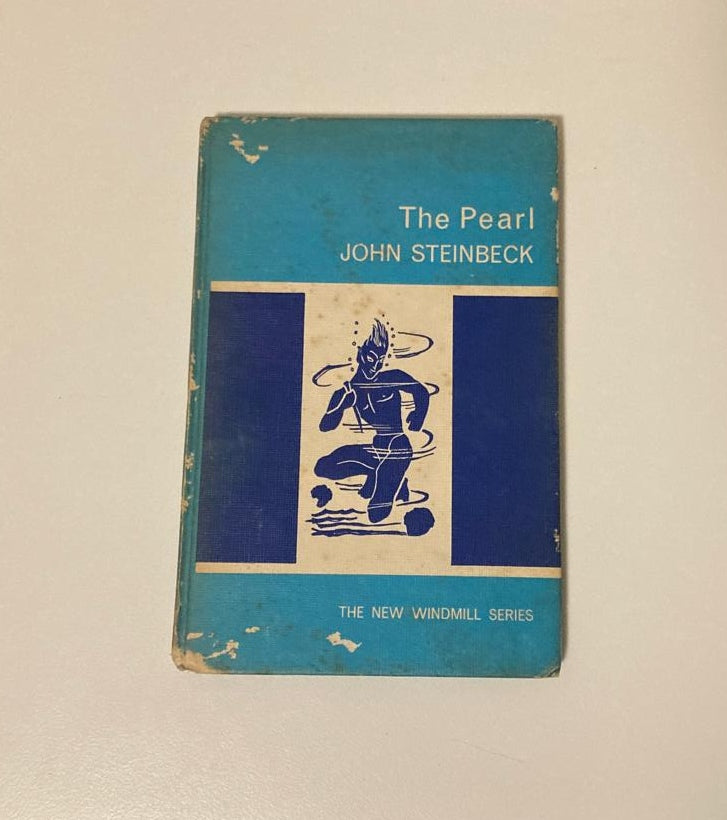 The Pearl
JOHN STEINBECK
THE NEW WINDMILL SERIES